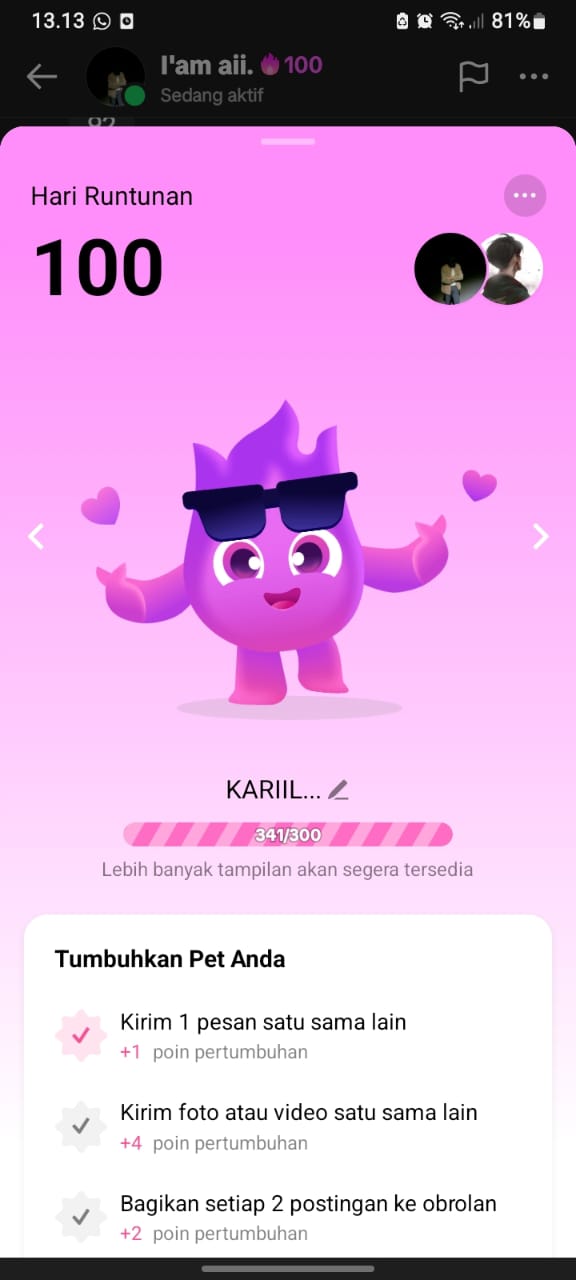 13.13
81%
I'am aii. 100
Sedang aktif
Hari Runtunan
100
KARIIL...
341/300
Lebih banyak tampilan akan segera tersedia
Tumbuhkan Pet Anda
Kirim 1 pesan satu sama lain
+1 poin pertumbuhan
Kirim foto atau video satu sama lain
+4 poin pertumbuhan
Bagikan setiap 2 postingan ke obrolan
+2 poin pertumbuhan